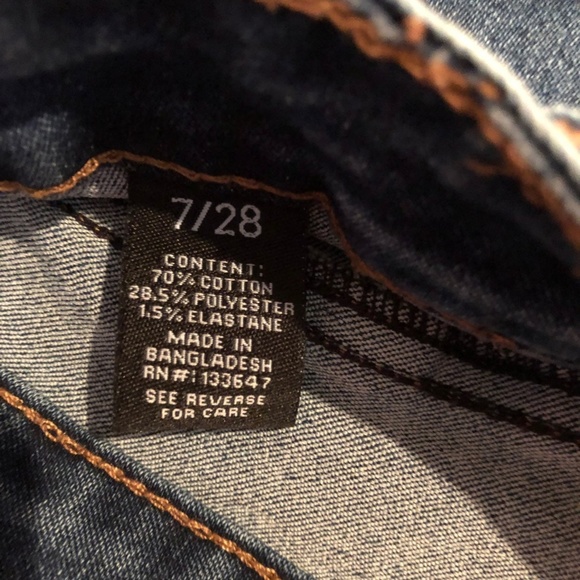 7/28
CONTENT:
70% COTTON
28.5% POLYESTER
1.5% ELASTANE
MADE IN
BANGLADESH
RN#: 133647
SEE REVERSE
FOR CARE